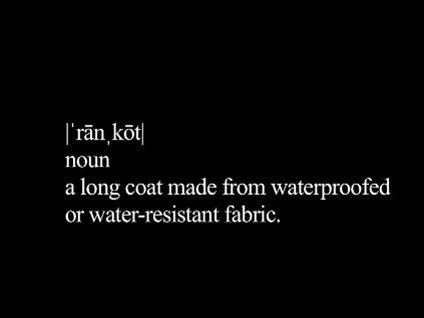 |ˈrānˌkōt|
noun
a long coat made from waterproofed
or water-resistant fabric.